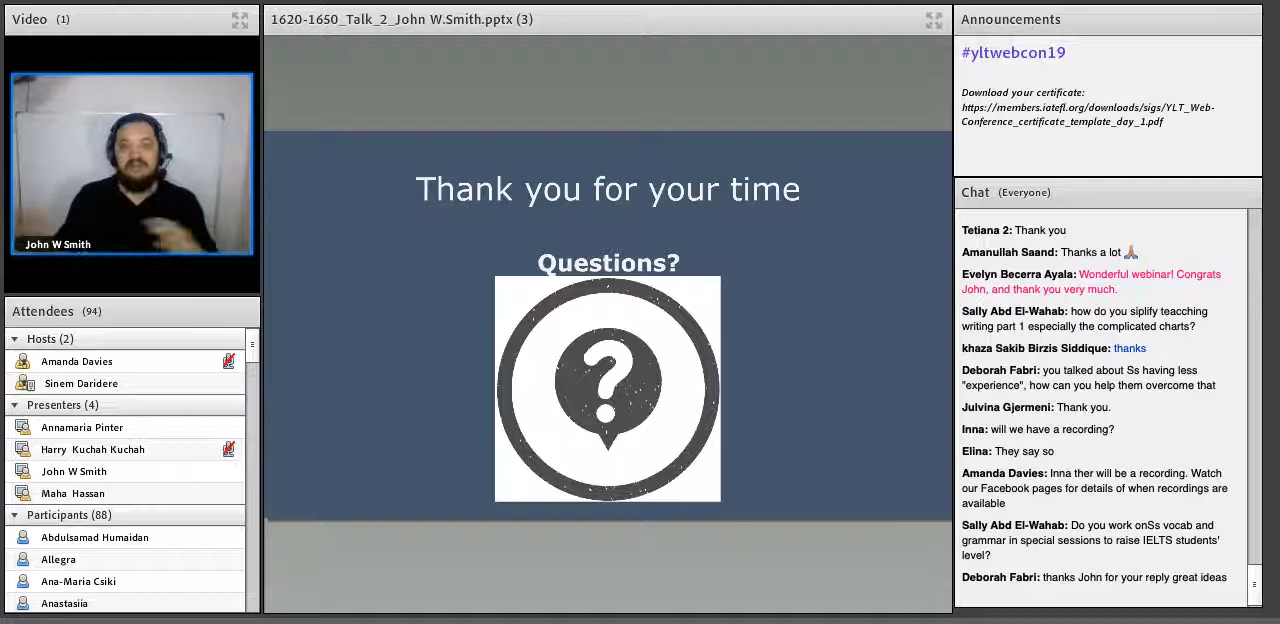 Video (1)
John W Smith
Attendees (94)
Hosts (2)
Amanda Davies
Sinem Daridere
Presenters (4)
Annamaria Pinter
Harry Kuchah Kuchah
John W Smith
Maha Hassan
Participants (88)
Abdulsamad Humaidan
Allegra
Ana-Maria Csiki
Anastasiia
1620-1650_Talk_2_John W.Smith.pptx (3)
Thank you for your time
Questions?
?
Announcements
#yltwebcon19
Download your certificate:
https://members.iatefl.org/downloads/sigs/YLT_Web-
Conference_certificate_template_day_1.pdf
Chat (Everyone)
Tetiana 2: Thank you
Amanullah Saand: Thanks a lot 🙏🏽
Evelyn Becerra Ayala: Wonderful webinar! Congrats
John, and thank you very much.
Sally Abd El-Wahab: how do you siplify teacching
writing part 1 especially the complicated charts?
khaza Sakib Birzis Siddique: thanks
Deborah Fabri: you talked about Ss having less
"experience", how can you help them overcome that
Julvina Gjermeni: Thank you.
Inna: will we have a recording?
Elina: They say so
Amanda Davies: Inna ther will be a recording. Watch
our Facebook pages for details of when recordings are
available
Sally Abd El-Wahab: Do you work onSs vocab and
grammar in special sessions to raise IELTS students'
level?
Deborah Fabri: thanks John for your reply great ideas